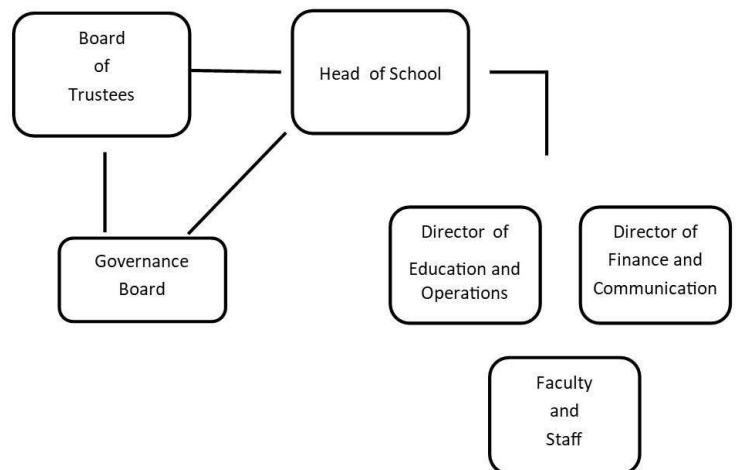 Board
of
Trustees
Head of School
Governance
Board
Director of
Education and
Operations
Director of
Finance and
Communication
Faculty
and
Staff